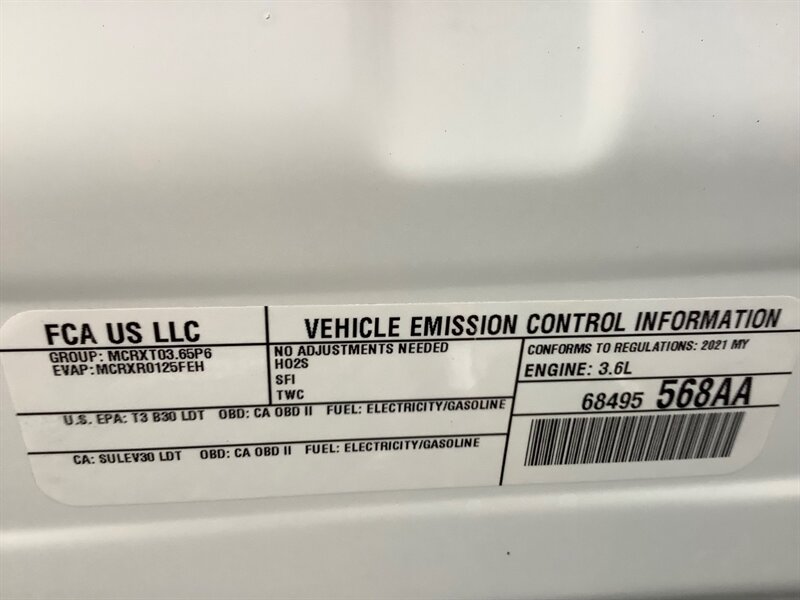 FCA US LLC
GROUP: MCRXT03.65P6
EVAP: MCRXR0125FEH
VEHICLE EMISSION CONTROL INFORMATION
NO ADJUSTMENTS NEEDED
HO2S
SFI
TWC
CONFORMS TO REGULATIONS: 2021 MY
ENGINE: 3.6L
U.S. EPA: T3 B30 LDT OBD: CA OBD II FUEL: ELECTRICITY/GASOLINE
CA: SULEV30 LDT OBD: CA OBD II FUEL: ELECTRICITY/GASOLINE
68495 568AA